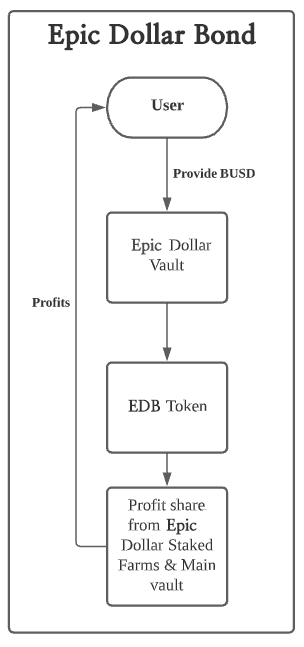 Epic Dollar Bond
User
Provide BUSD
Epic Dollar
Vault
Profits
EDB Token
Profit share
from Epic
Dollar Staked
Farms & Main
vault